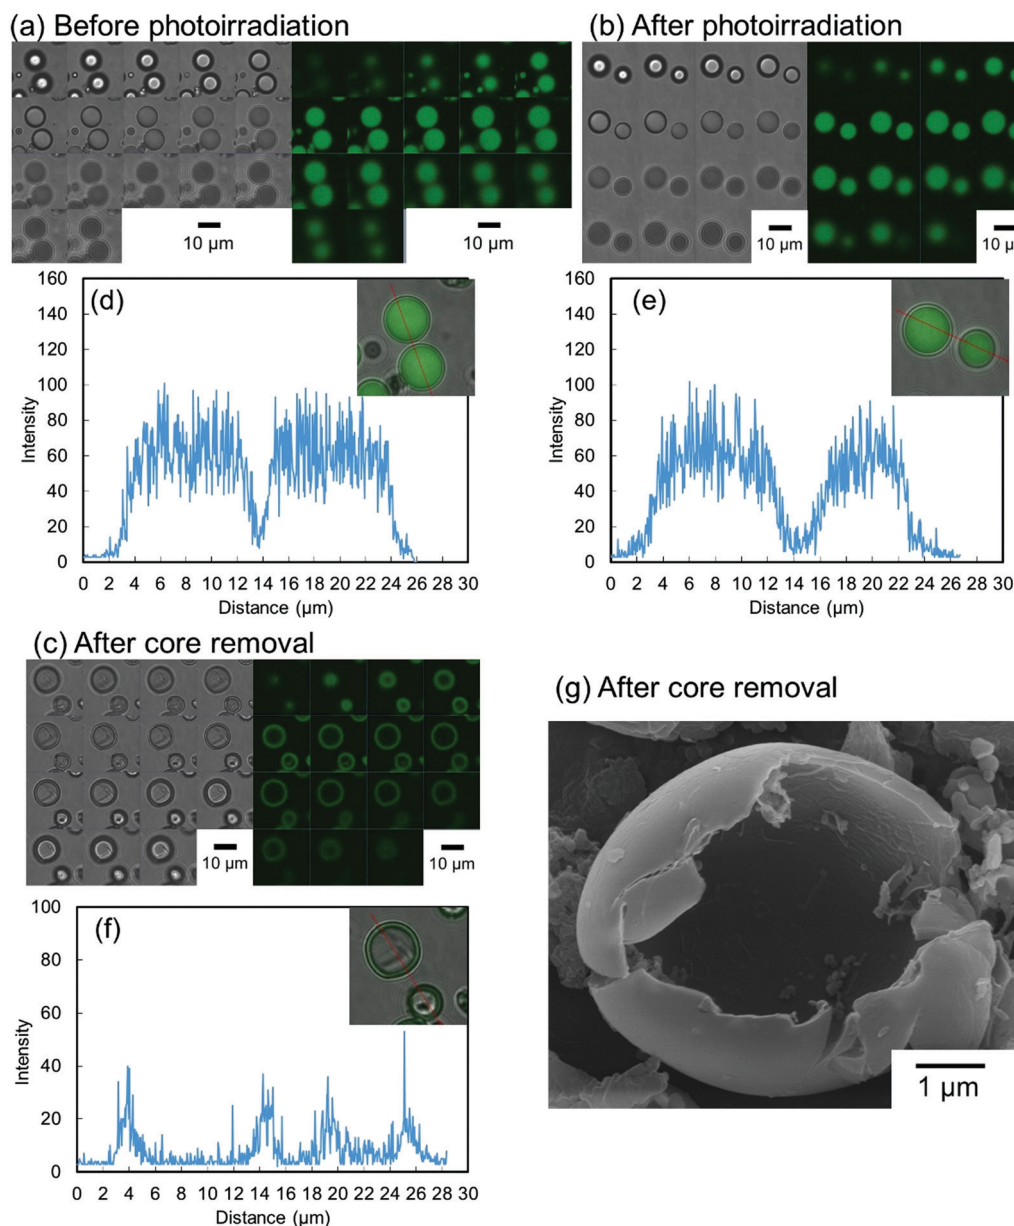 (a) Before photoirradiation
(b) After photoirradiation
10 µm
10 µm
10 µm
10 µm
(d)
160
140
120
100
80
60
40
20
0
Intensity
0 2 4 6 8 10 12 14 16 18 20 22 24 26 28 30
Distance (µm)
(e)
160
140
120
100
80
60
40
20
0
Intensity
0 2 4 6 8 10 12 14 16 18 20 22 24 26 28 30
Distance (µm)
(c) After core removal
10 µm
10 µm
(f)
100
80
60
40
20
0
Intensity
0 2 4 6 8 10 12 14 16 18 20 22 24 26 28 30
Distance (µm)
(g) After core removal
1 µm